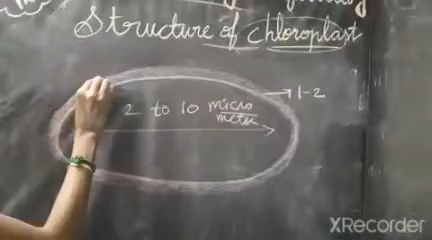 Structure of chloroplast
2 to 10 micro
meter
1-2
XRecorder